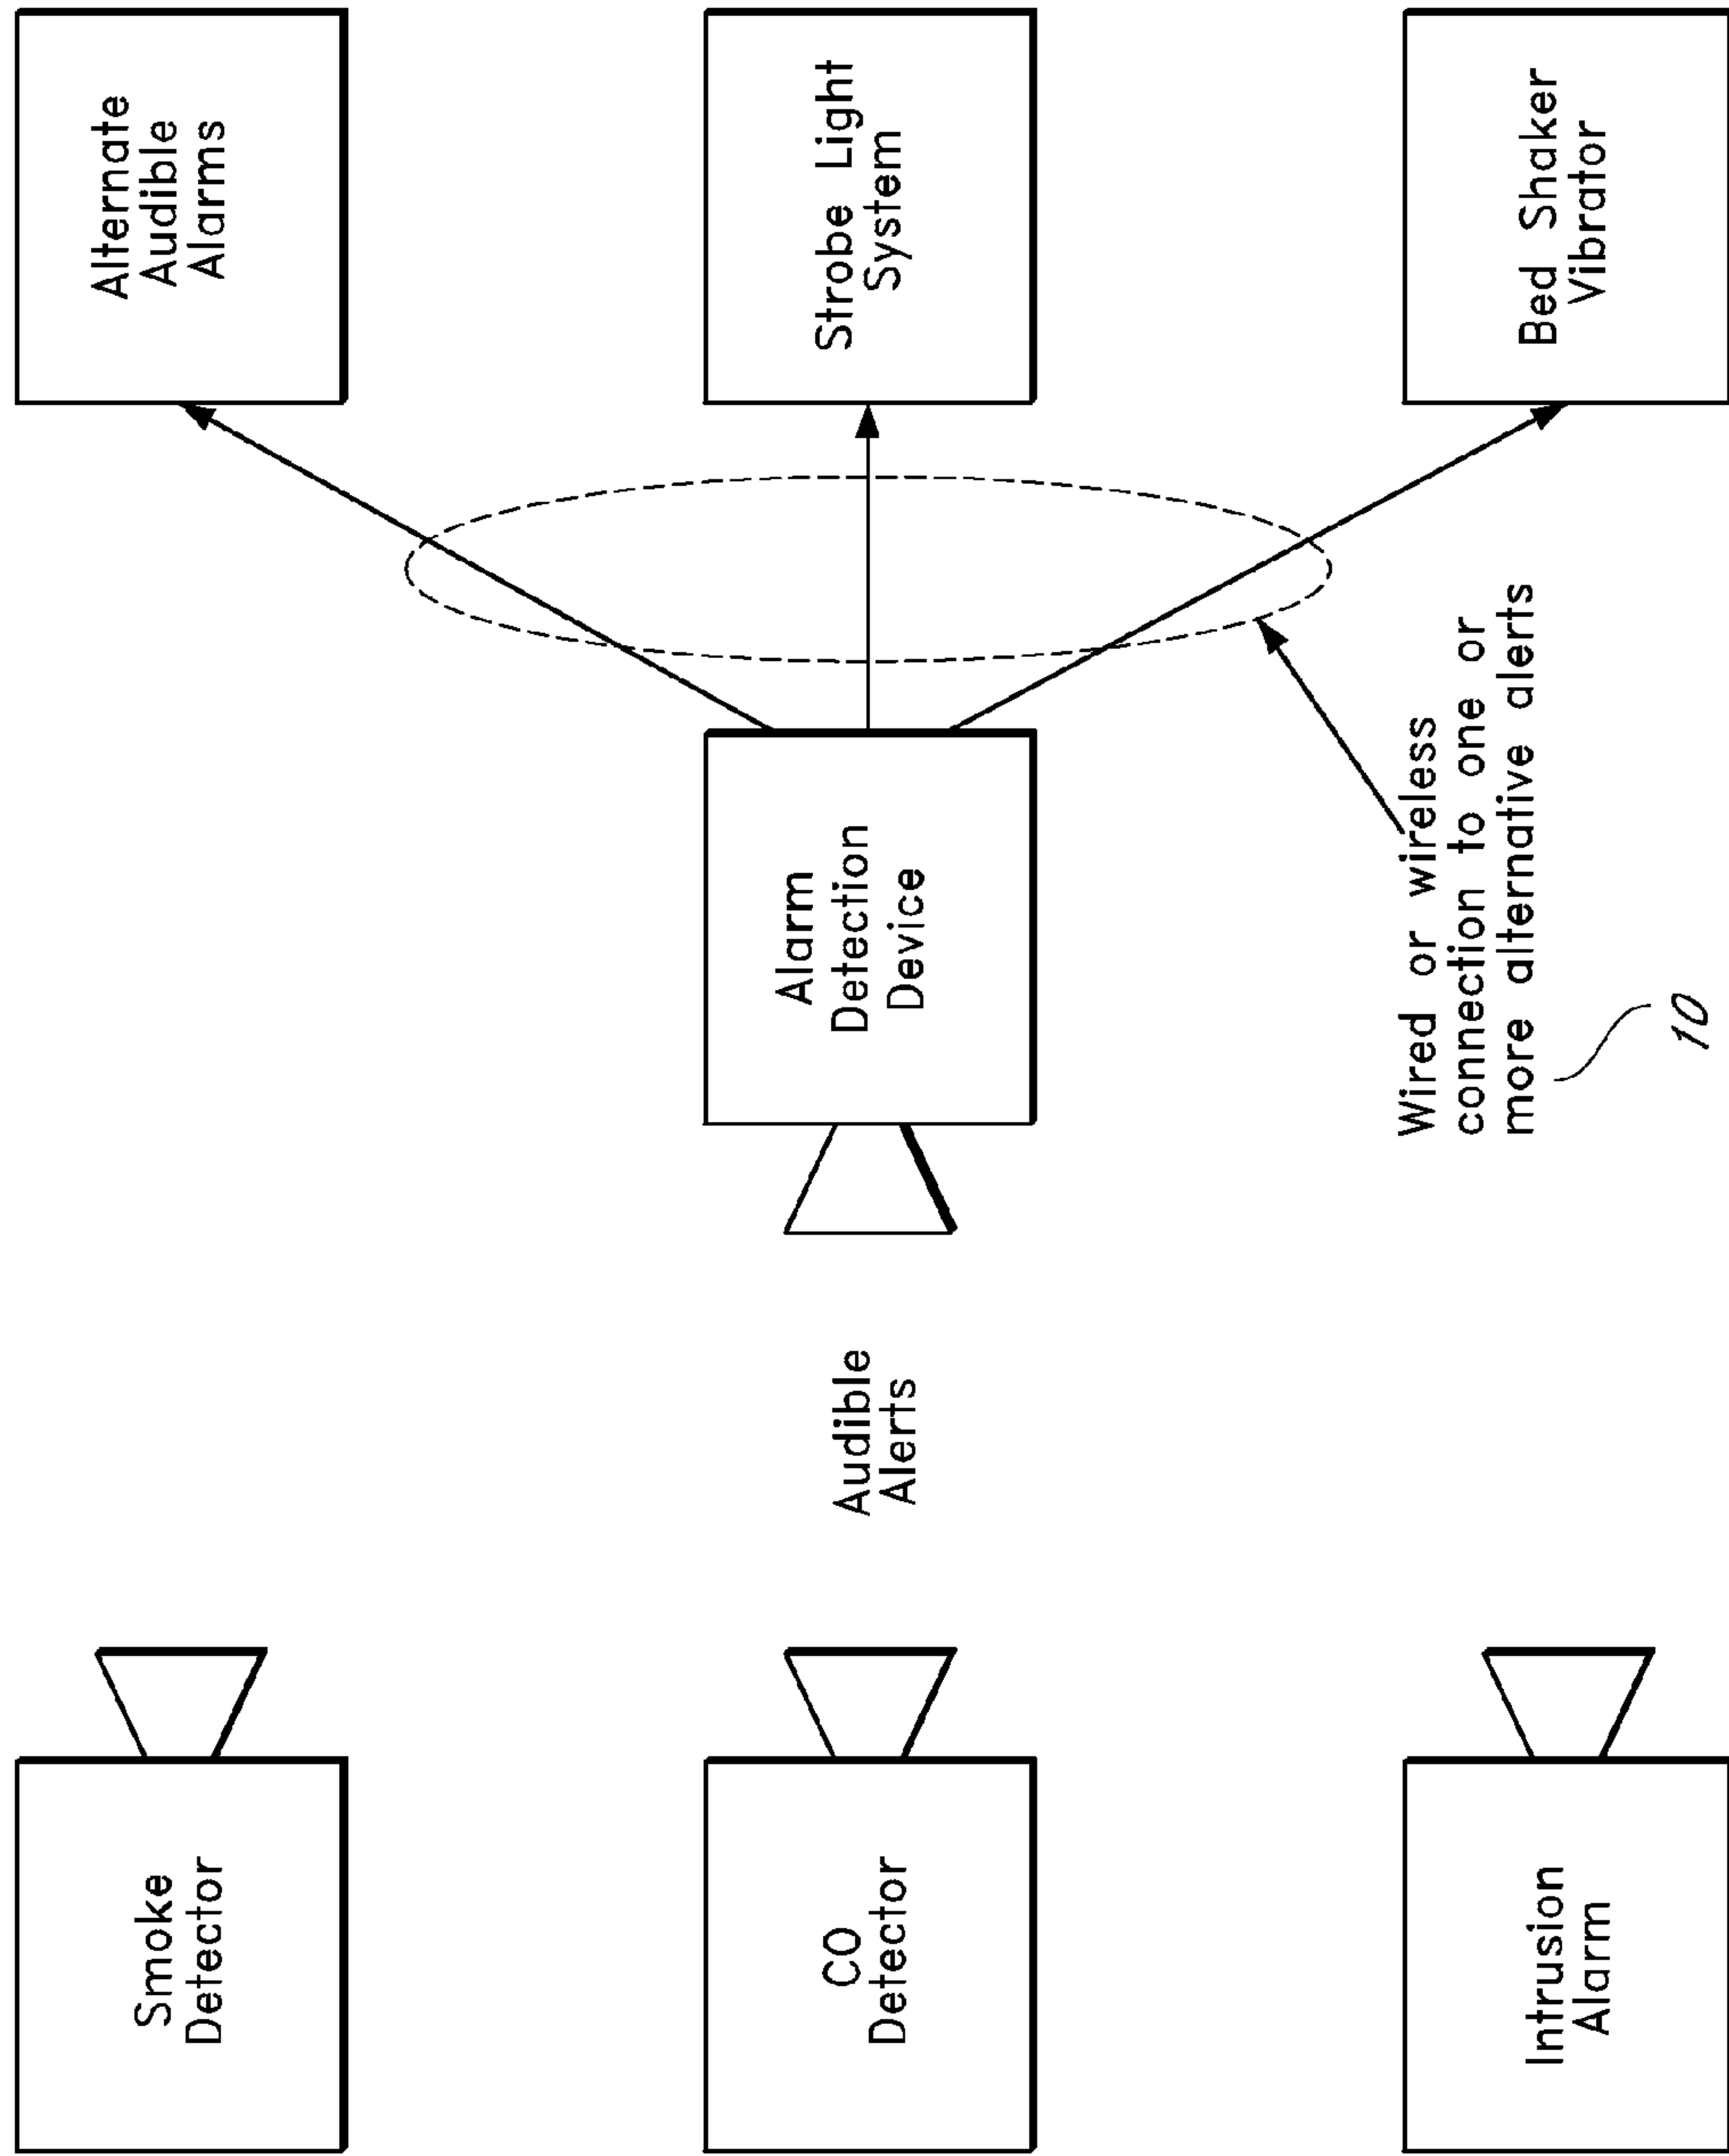 Smoke
Detector
CO
Detector
Intrusion
Alarm
Audible
Alerts
Alarm
Detection
Device
Wired or wireless
connection to one or
more alternative alerts
10
Alternate
Audible
Alarms
Strobe Light
System
Bed Shaker
Vibrator